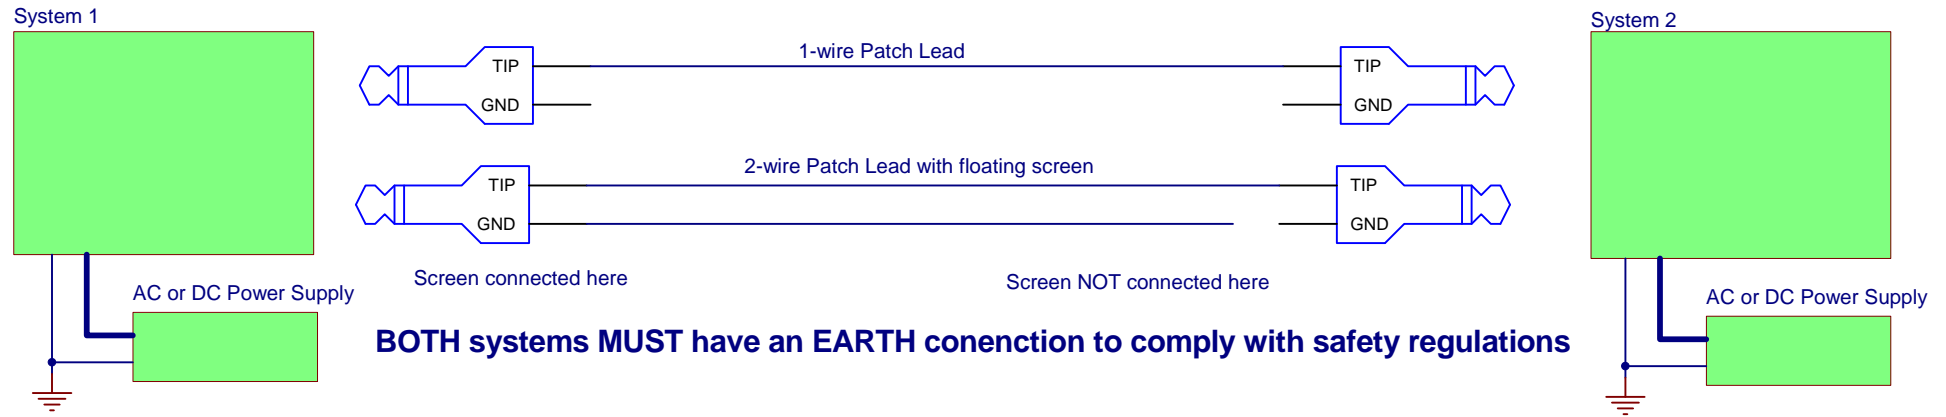 System 1
System 2
1-wire Patch Lead
TIP
TIP
GND
GND
2-wire Patch Lead with floating screen
TIP
TIP
GND
GND
Screen connected here
Screen NOT connected here
AC or DC Power Supply
AC or DC Power Supply
BOTH systems MUST have an EARTH conenction to comply with safety regulations